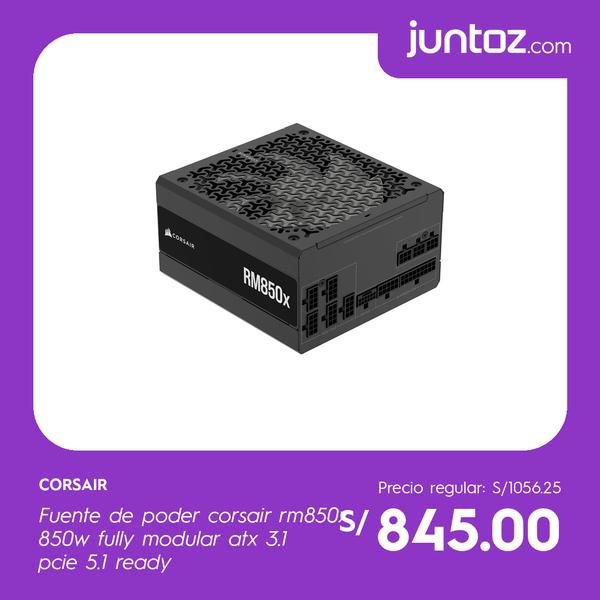 juntoz.com
CORSAIR
RM850x
CORSAIR
Precio regular: S/1056.25
Fuente de poder corsair rm850x
850w fully modular atx 3.1
pcie 5.1 ready
S/ 845.00